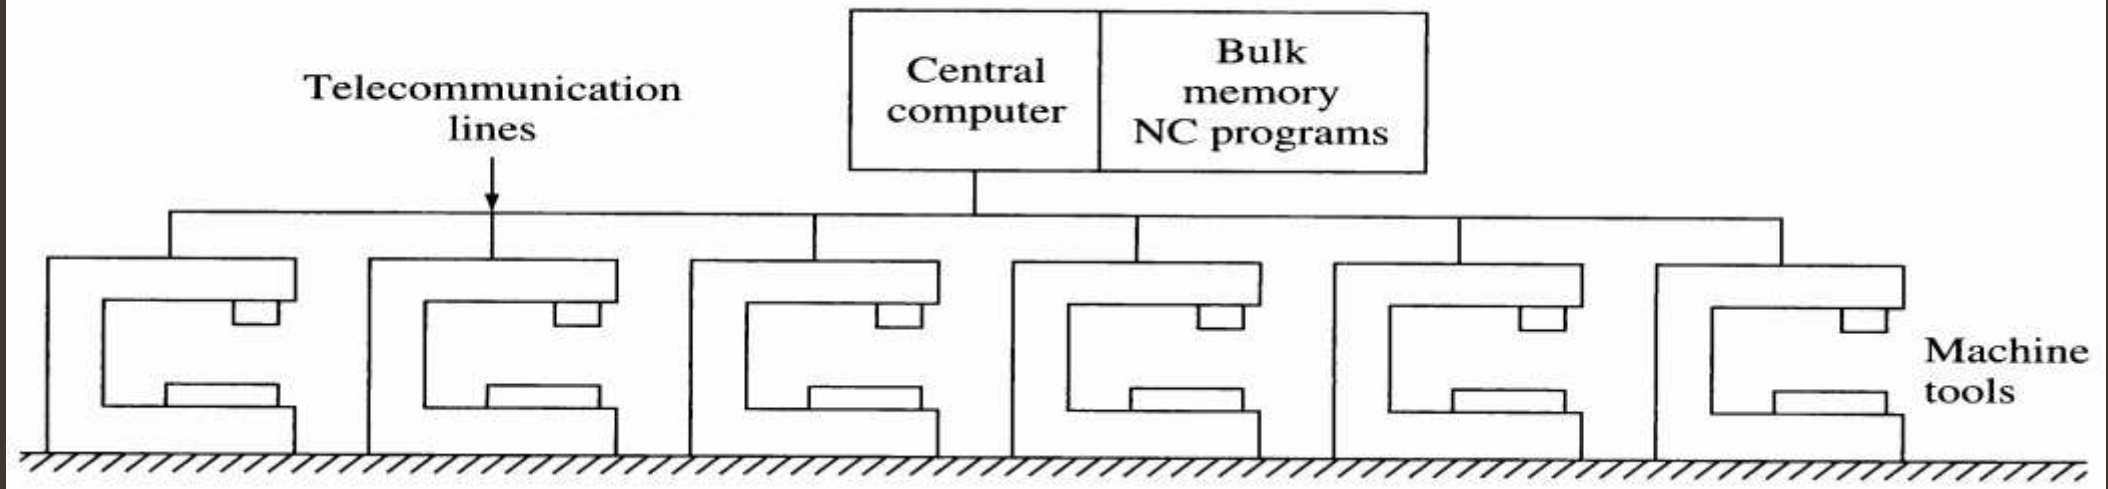 Telecommunication
lines
Central
computer
Bulk
memory
NC programs
Machine
tools